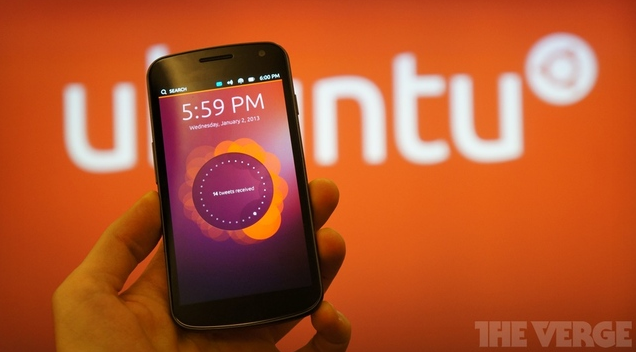 ubuntu
SEARCH
6:00 PM
5:59 PM
Wednesday, January 2, 2013
14 tweets received
THE VERGE